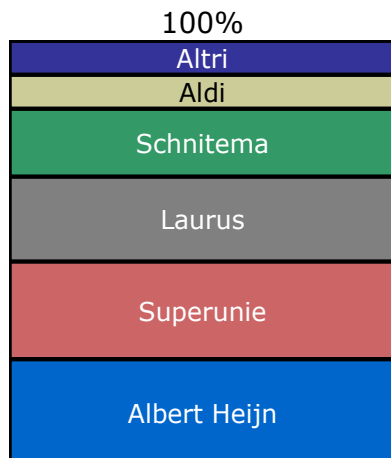 100%
Altri
Aldi
Schnitema
Laurus
Superunie
Albert Heijn